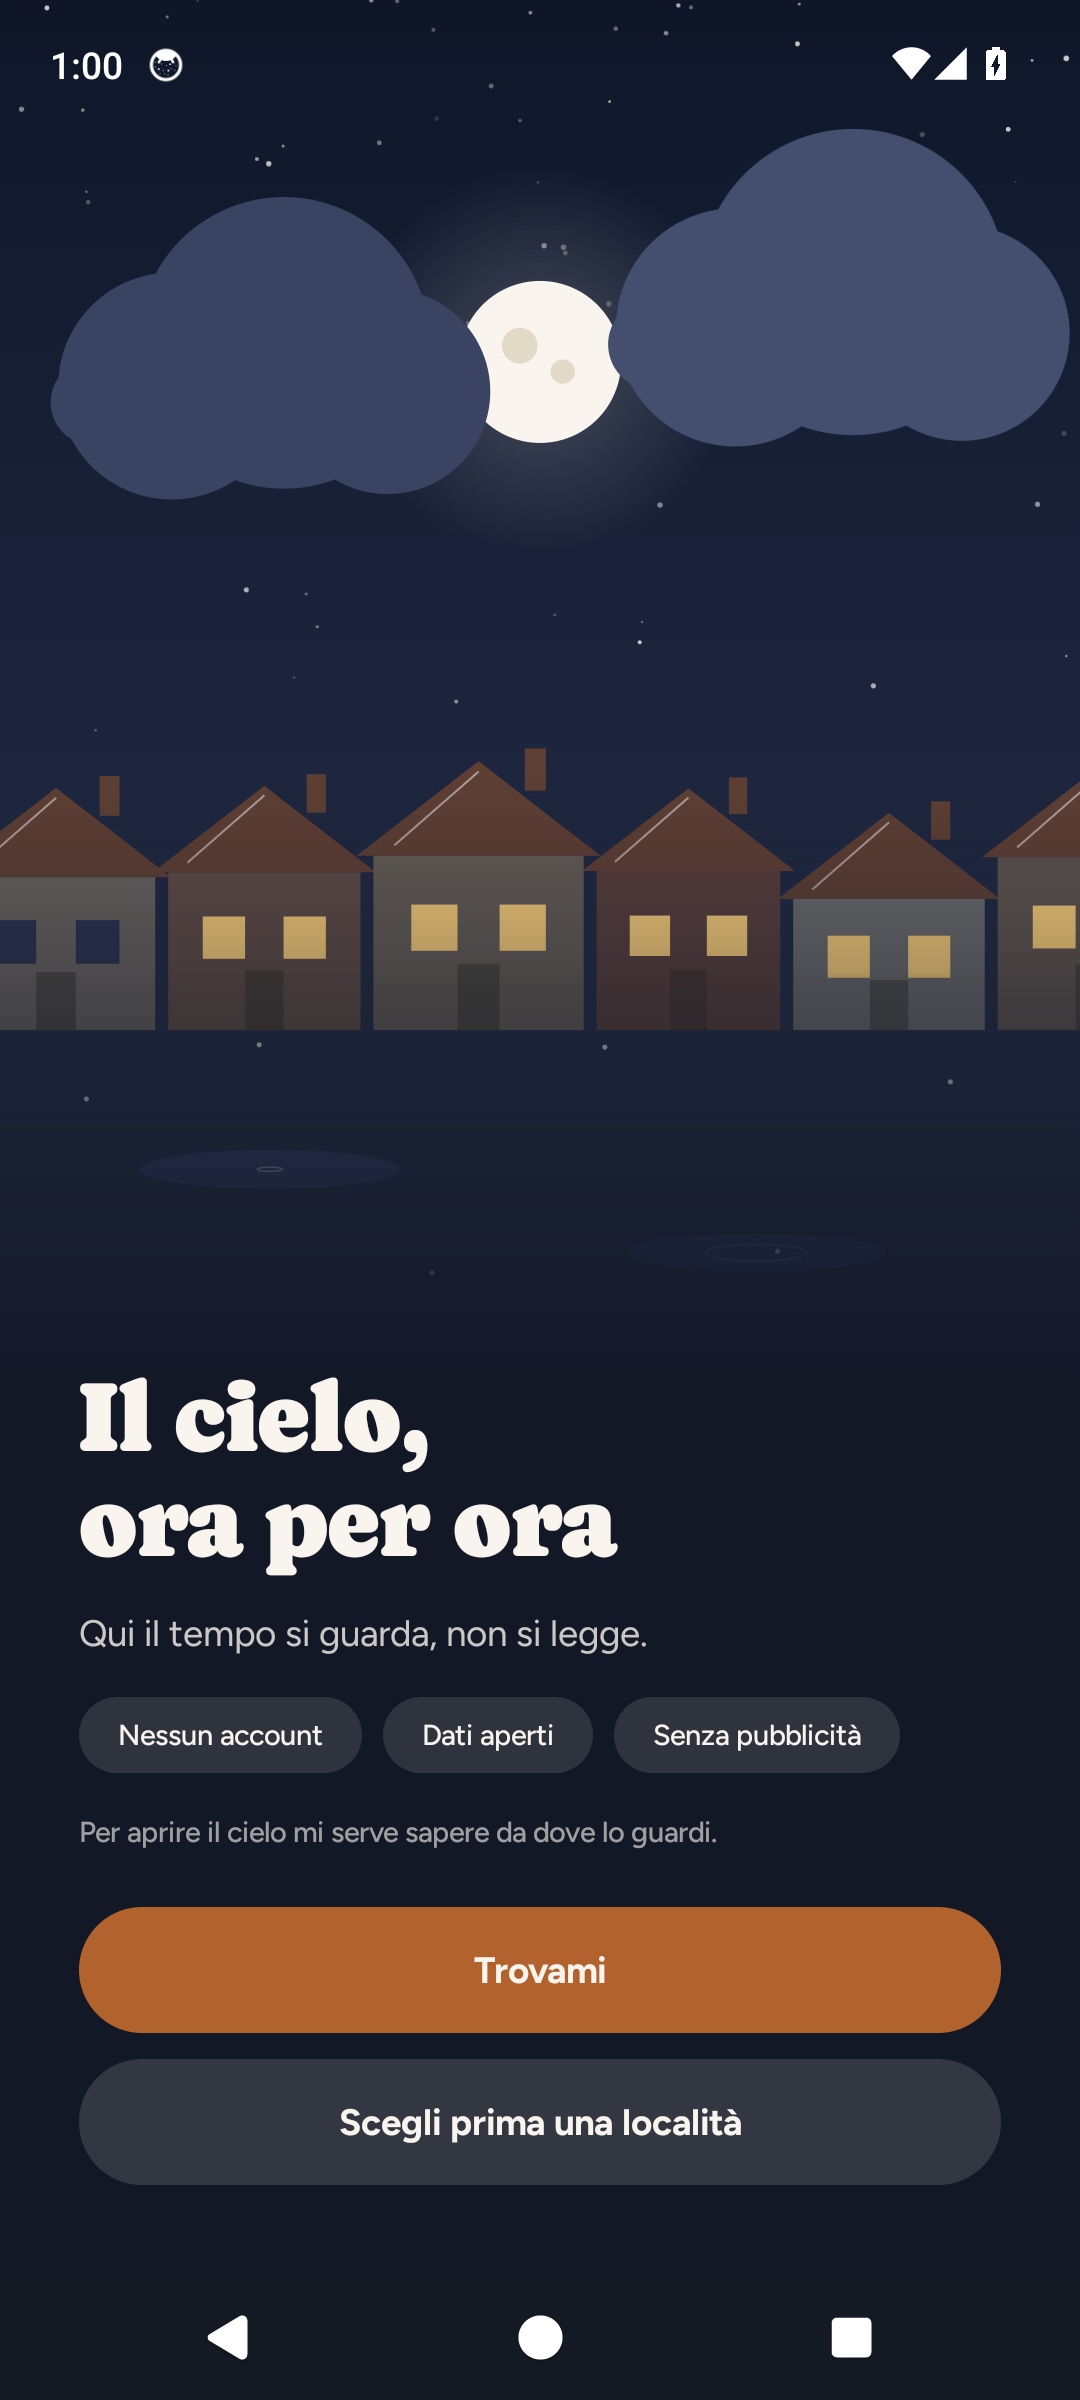 1:00
Il cielo,
ora per ora
Qui il tempo si guarda, non si legge.
Nessun account
Dati aperti
Senza pubblicità
Per aprire il cielo mi serve sapere da dove lo guardi.
Trovami
Scegli prima una località